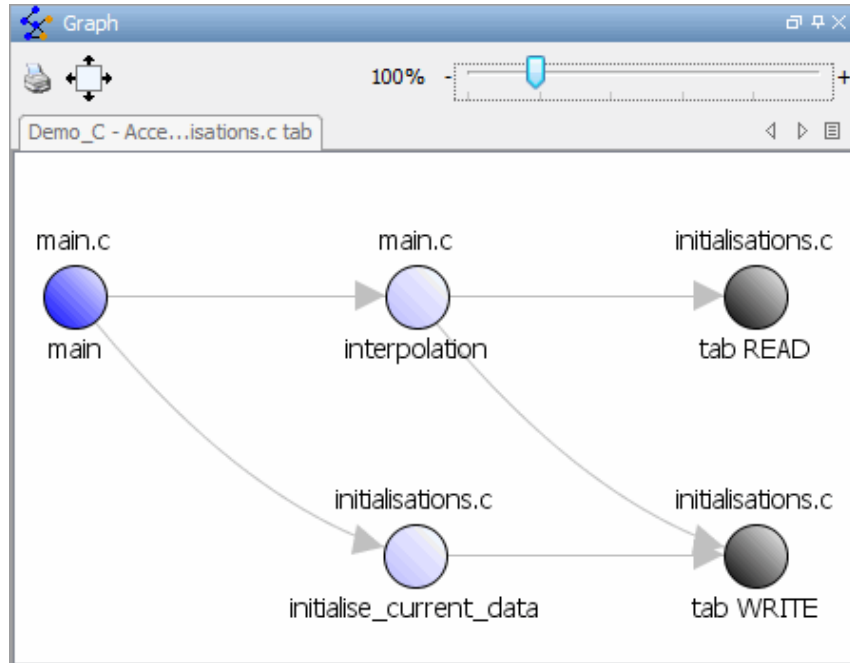 Graph
100% - +
Demo_C - Acce...isations.c tab
main.c
main.c
initialisations.c
main
interpolation
tab READ
initialisations.c
initialisations.c
initialise_current_data
tab WRITE